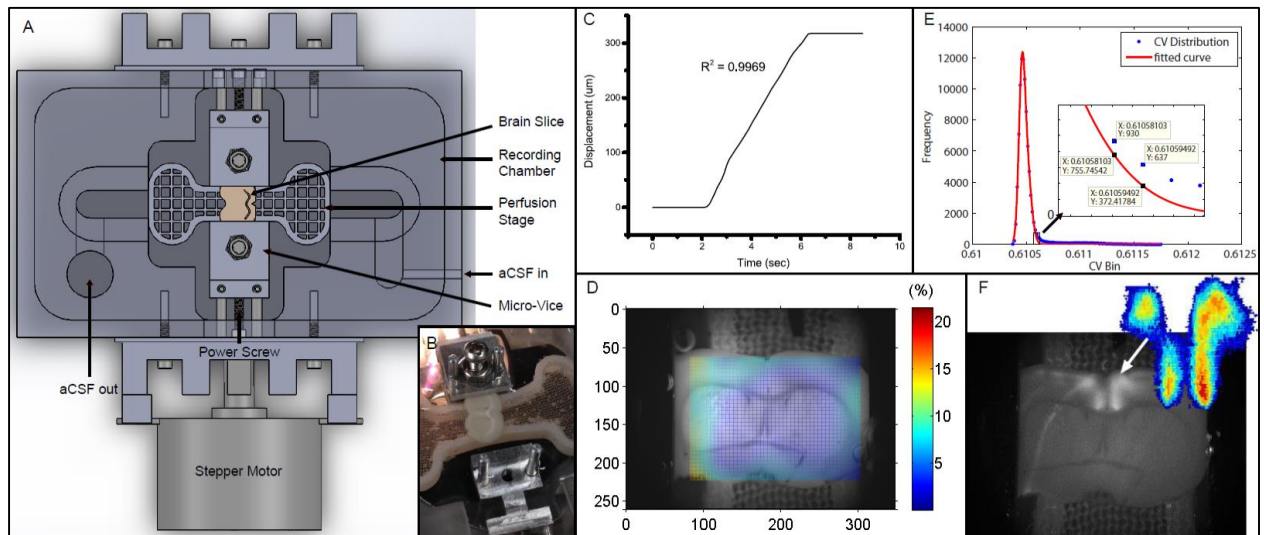 A
Brain Slice
Recording
Chamber
Perfusion
Stage
aCSF in
Micro-Vice
Power Screw
aCSF out
Stepper Motor
B
C
Displacement (um)
300
200
100
0
R² = 0.9969
0 2 4 6 8 10
Time (sec)
D
(%)
0
50
100
150
200
250
0 100 200 300
20
15
10
5
E
Frequency
14000
12000
10000
8000
6000
4000
2000
0
CV Distribution
fitted curve
X: 0.61058103
Y: 930
X: 0.61059492
Y: 637
X: 0.61058103
Y: 755.74542
X: 0.61059492
Y: 372.41784
0
0.61 0.6105 0.611 0.6115 0.612 0.6125
CV Bin
F